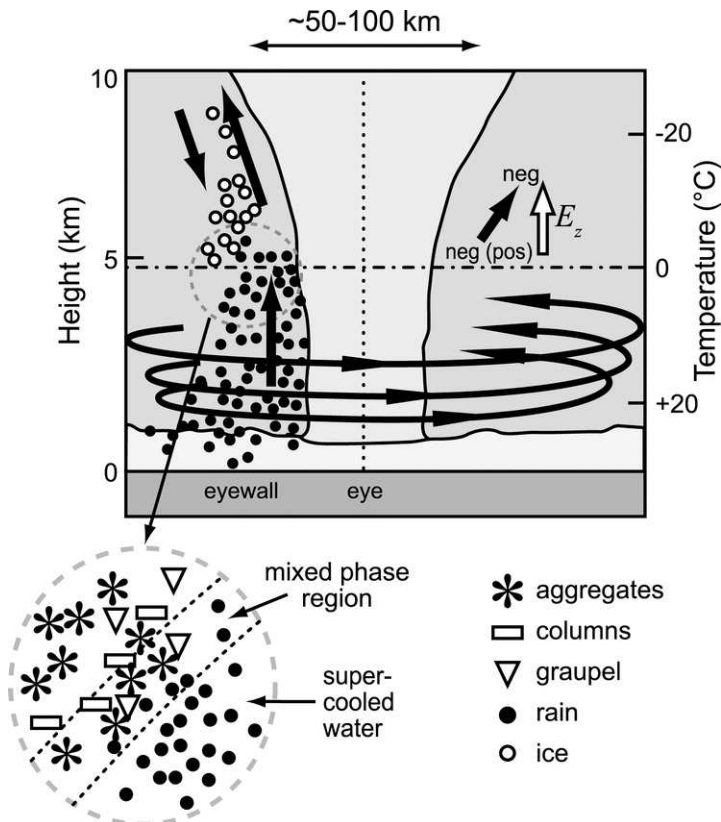 ~50-100 km
10
5
0
Height (km)
-20
0
+20
Temperature (°C)
neg
neg (pos)
E_z
eyewall
eye
mixed phase
region
super-
cooled
water
aggregates
columns
graupel
rain
ice